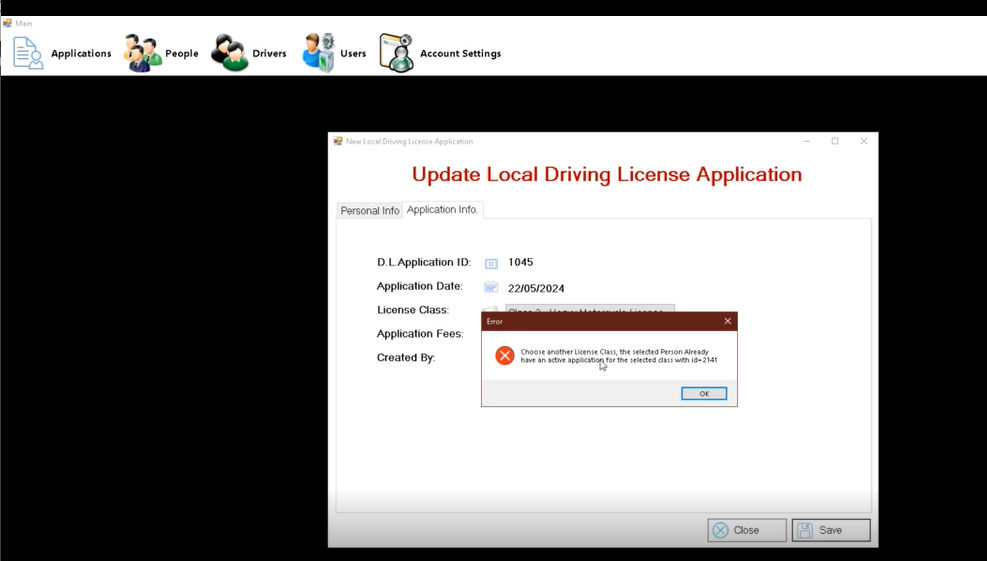 Main
Applications People Drivers Users Account Settings
New Local Driving License Application
Update Local Driving License Application
Personal Info Application Info.
D.L.Application ID: 1045
Application Date: 22/05/2024
License Class:
Application Fees:
Created By:
Error
Choose another License Class, the selected Person Already
have an active application for the selected class with id=2141
OK
Close Save